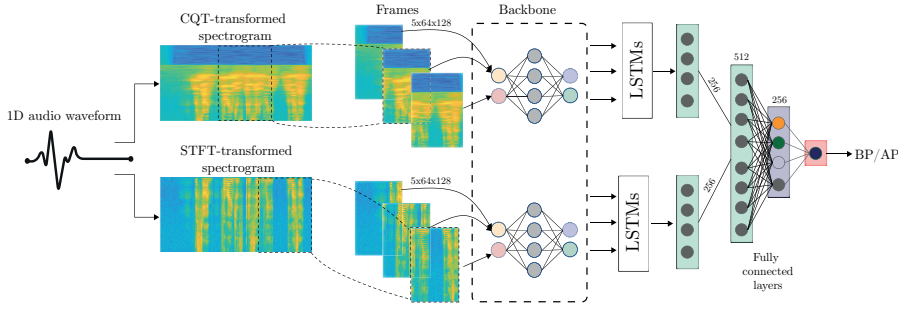 CQT-transformed
spectrogram
Frames
5x64x128
Backbone
LSTMs
256
512
256
1D audio waveform
BP/AP
STFT-transformed
spectrogram
5x64x128
LSTMs
256
Fully
connected
layers